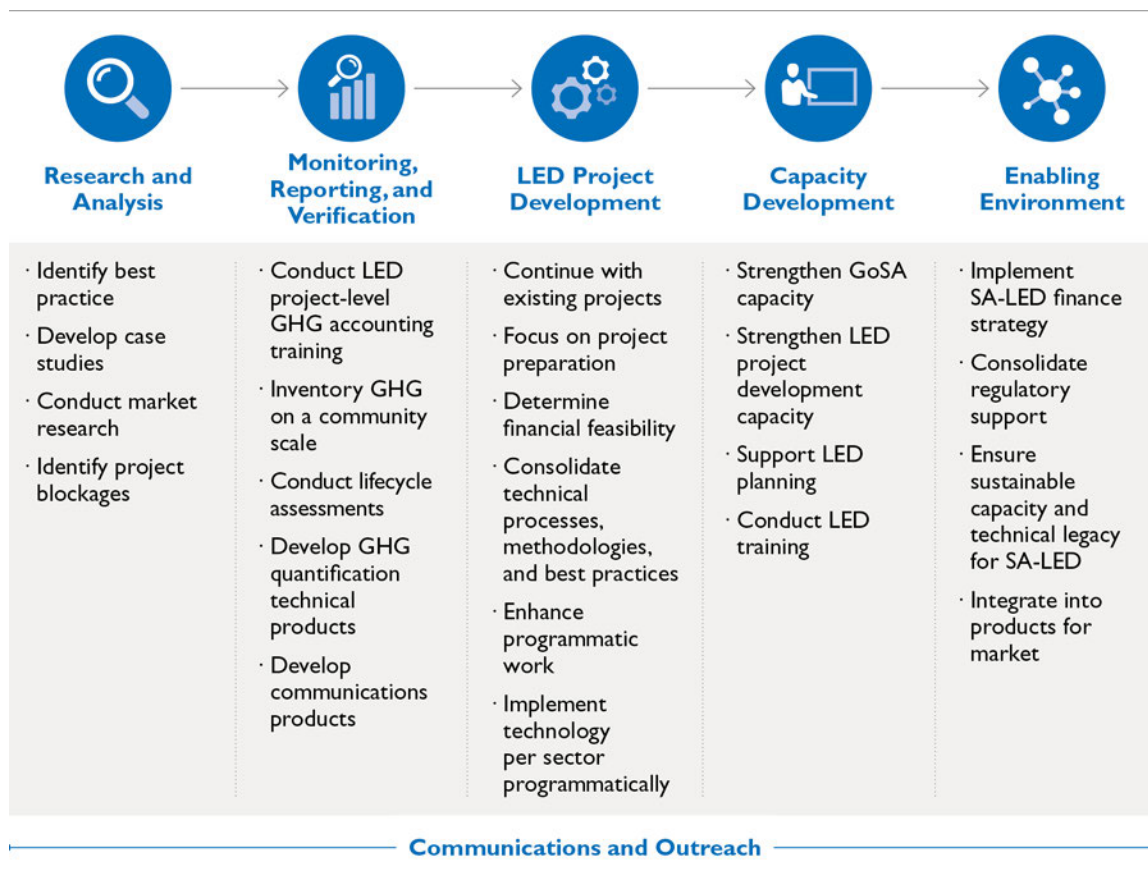 Research and
Analysis
Monitoring,
Reporting, and
Verification
LED Project
Development
Capacity
Development
Enabling
Environment
· Identify best
practice
· Develop case
studies
· Conduct market
research
· Identify project
blockages
· Conduct LED
project-level
GHG accounting
training
· Inventory GHG
on a community
scale
· Conduct lifecycle
assessments
· Develop GHG
quantification
technical
products
· Develop
communications
products
· Continue with
existing projects
· Focus on project
preparation
· Determine
financial feasibility
· Consolidate
technical
processes,
methodologies,
and best practices
· Enhance
programmatic
work
· Implement
technology
per sector
programmatically
· Strengthen GoSA
capacity
· Strengthen LED
project
development
capacity
· Support LED
planning
· Conduct LED
training
· Implement
SA-LED finance
strategy
· Consolidate
regulatory
support
· Ensure
sustainable
capacity and
technical legacy
for SA-LED
· Integrate into
products for
market
Communications and Outreach